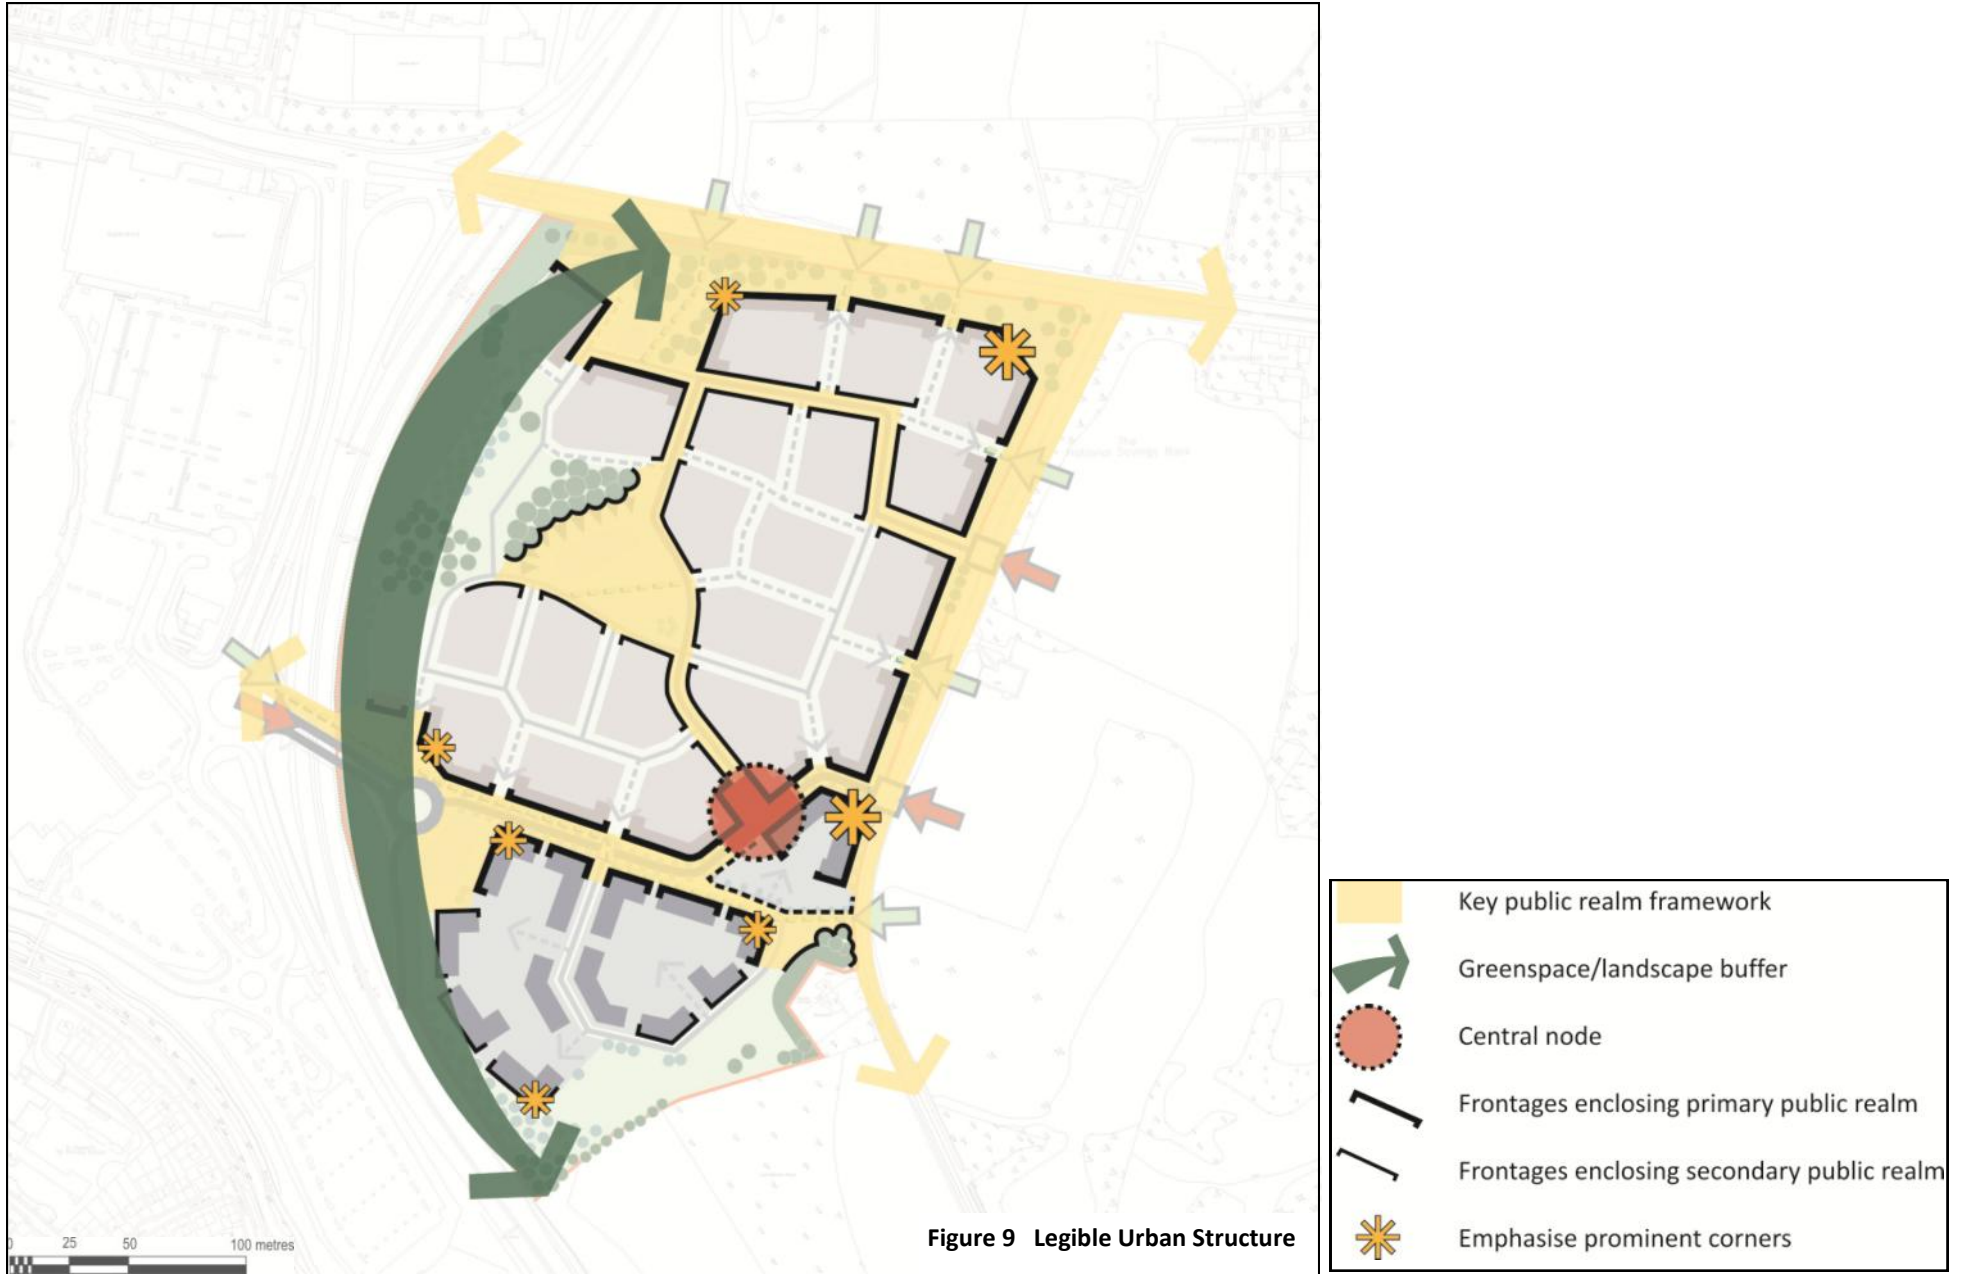 0 25 50 100 metres
Figure 9 Legible Urban Structure
Key public realm framework
Greenspace/landscape buffer
Central node
Frontages enclosing primary public realm
Frontages enclosing secondary public realm
Emphasise prominent corners